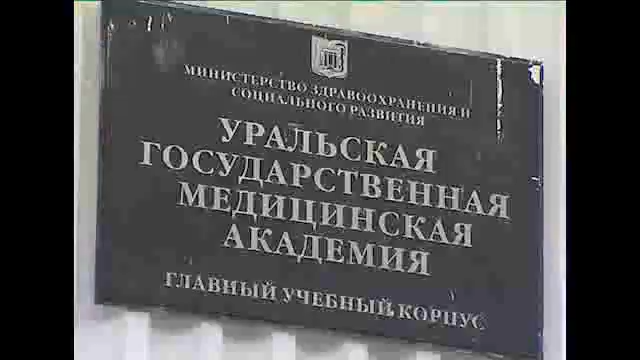 МИНИСТЕРСТВО ЗДРАВООХРАНЕНИЯ И
СОЦИАЛЬНОГО РАЗВИТИЯ
УРАЛЬСКАЯ
ГОСУДАРСТВЕННАЯ
МЕДИЦИНСКАЯ
АКАДЕМИЯ
ГЛАВНЫЙ УЧЕБНЫЙ КОРПУС